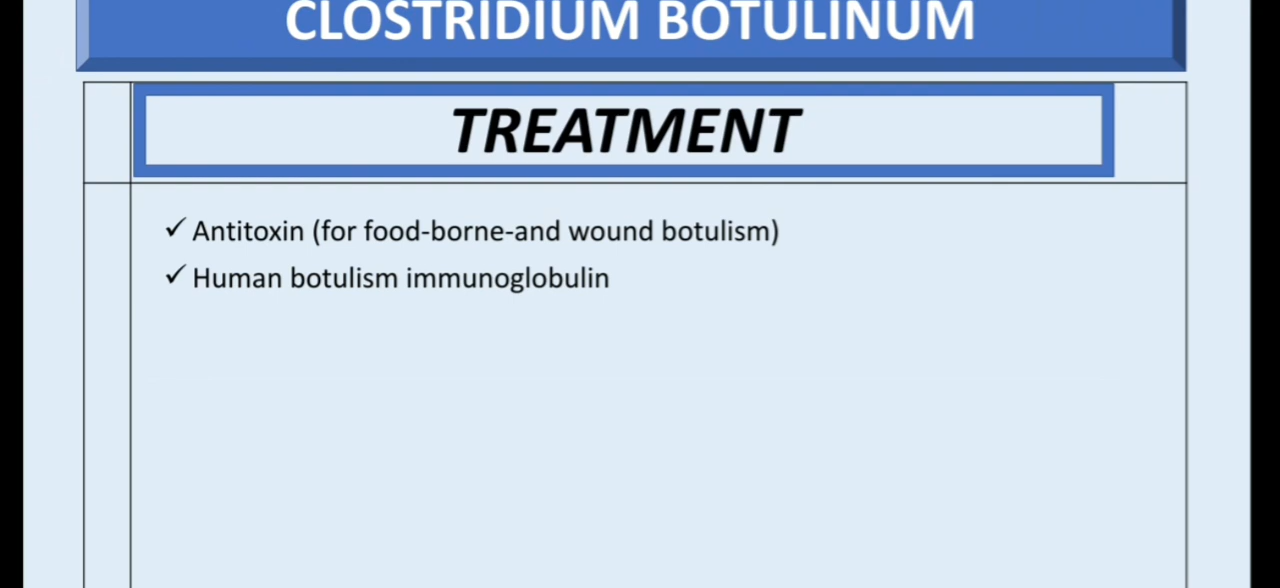 CLOSTRIDIUM BOTULINUM
TREATMENT
✓ Antitoxin (for food-borne-and wound botulism)
✓ Human botulism immunoglobulin